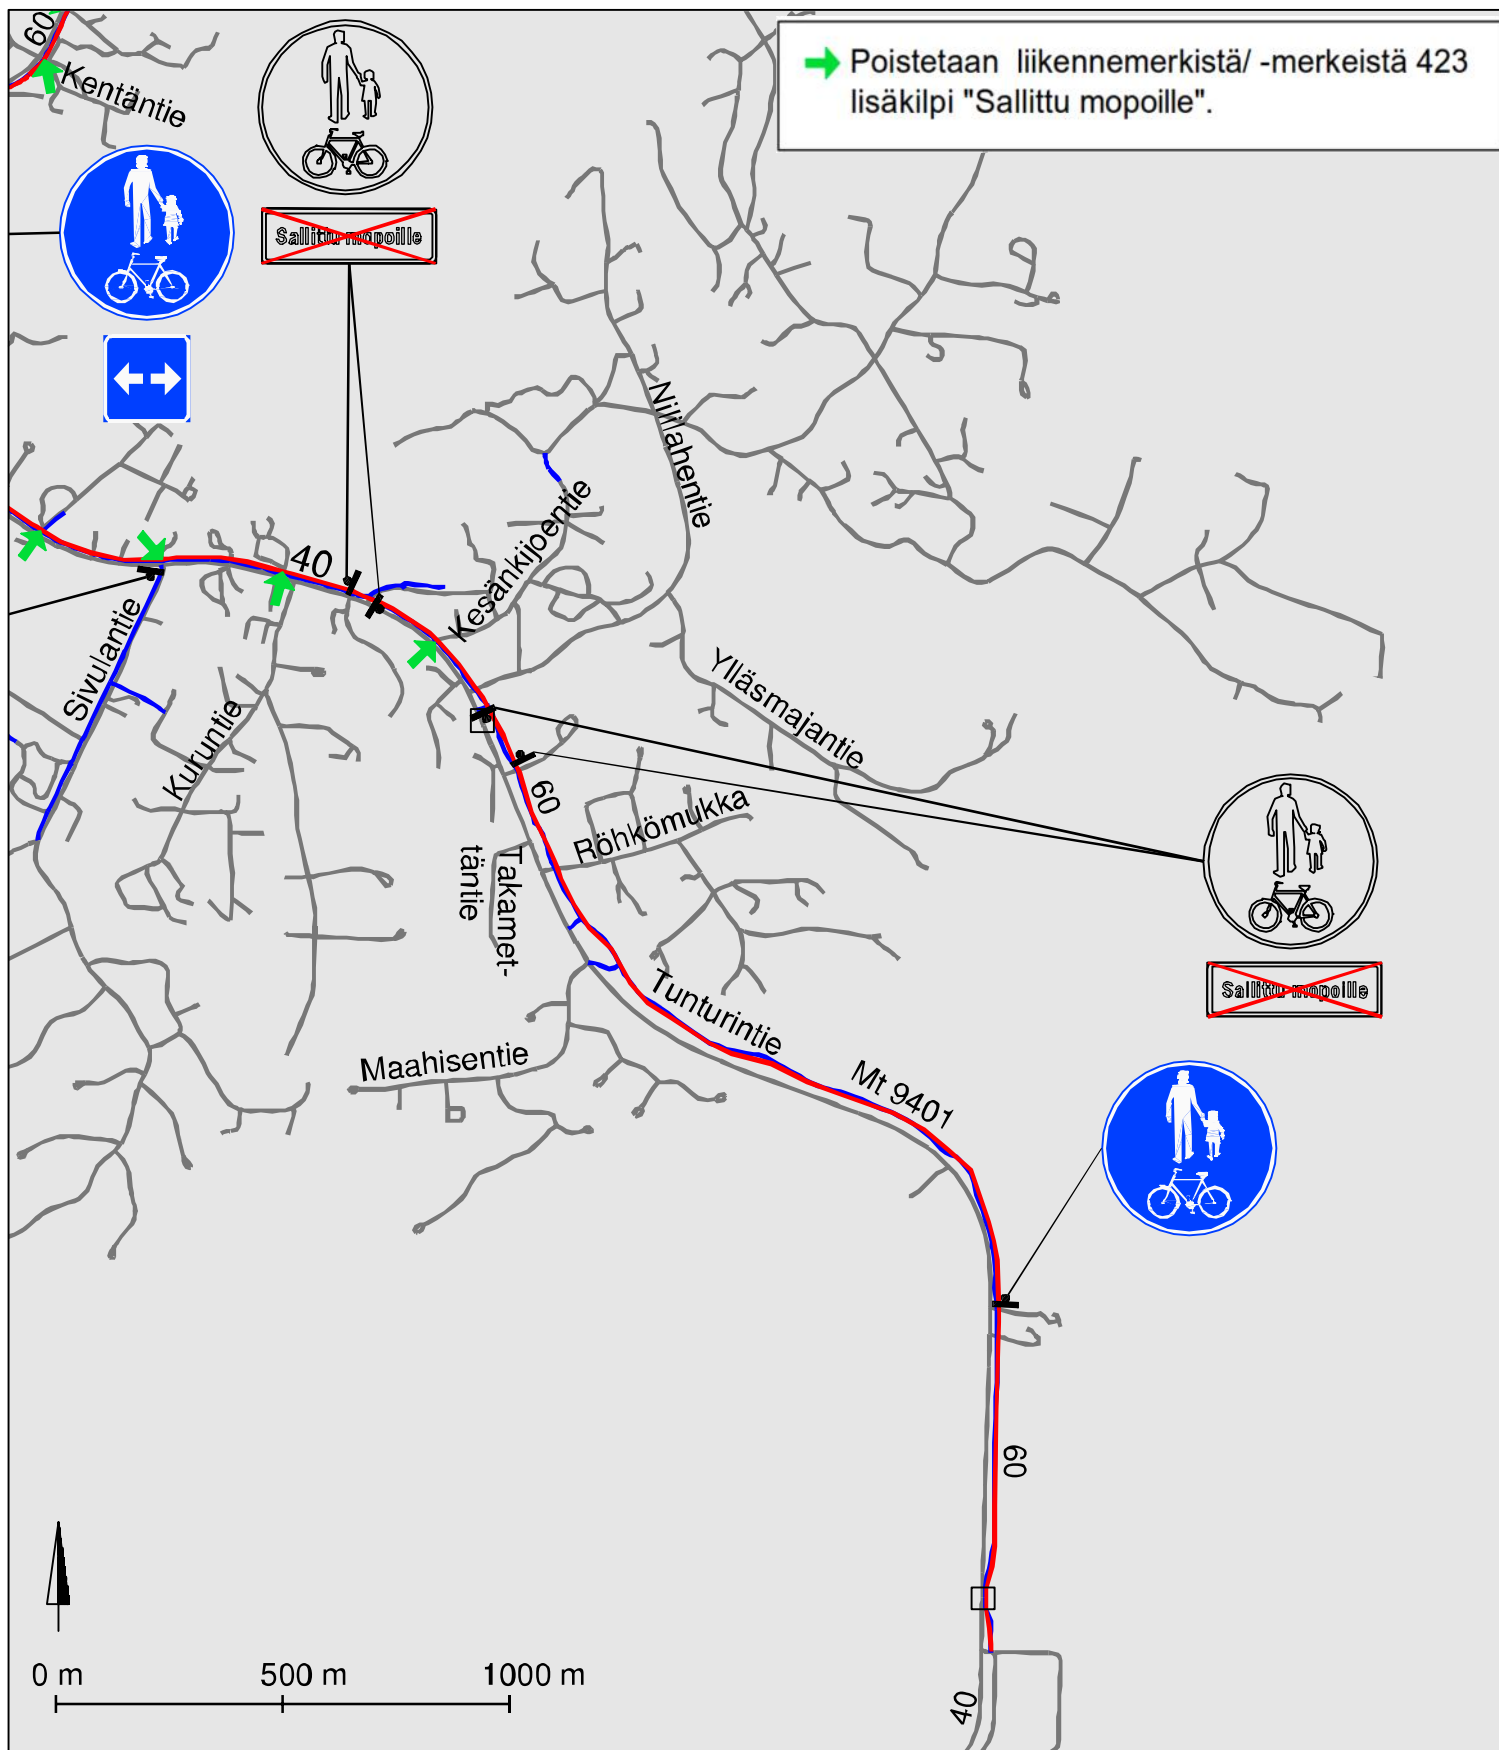 60
Kentäntie
Poistetaan liikennemerkistä/ -merkeistä 423
lisäkilpi "Sallittu mopoille".
Sallittu mopoille
Nililahentie
Kesänkijoentie
40
Sivulantie
Kuruntie
Ylläsmajantie
60
Röhkömukka
Takamet-
täntie
Sallittu mopoille
Tunturintie
Maahisentie
Mt 9401
60
0 m 500 m 1000 m
40